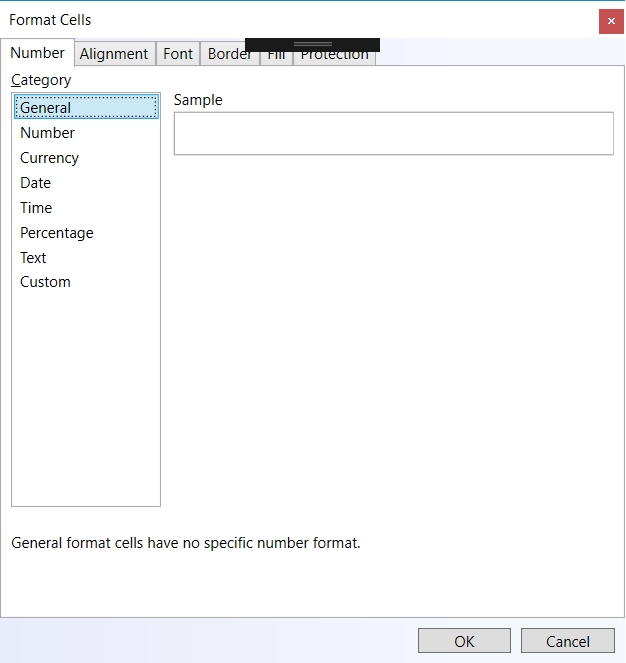 Format Cells
Number Alignment Font Border Fill Protection
Category
Sample
General
Number
Currency
Date
Time
Percentage
Text
Custom
General format cells have no specific number format.
OK Cancel